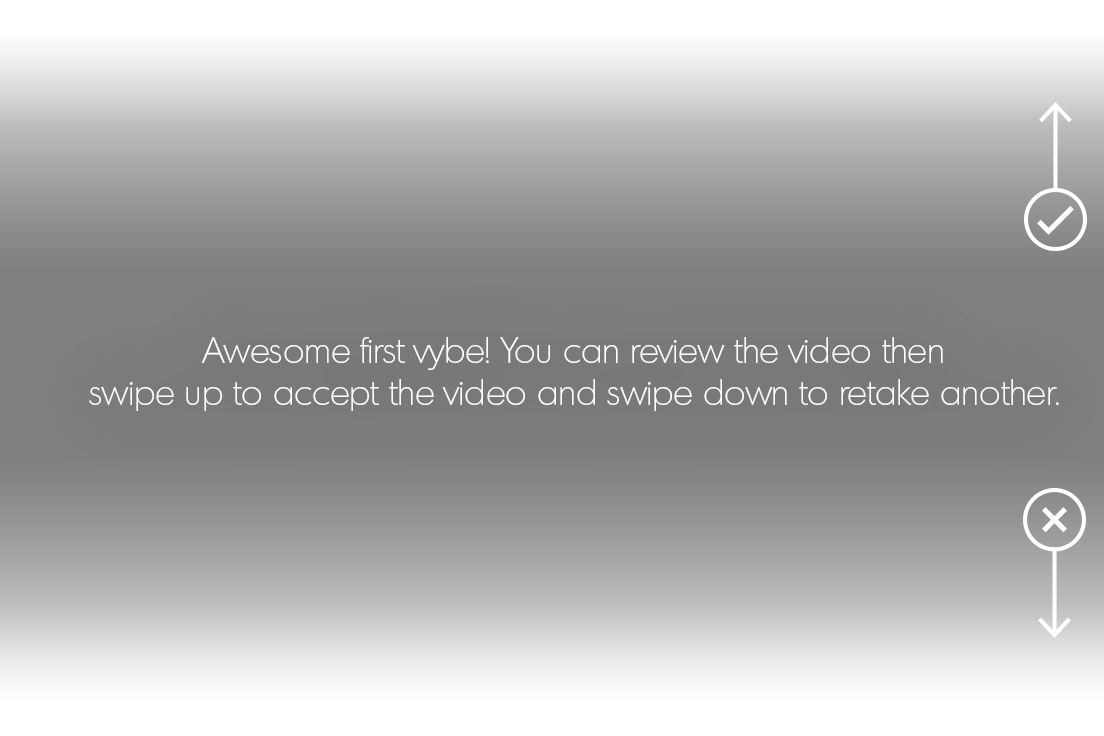 Awesome first vybe! You can review the video then
swipe up to accept the video and swipe down to retake another.